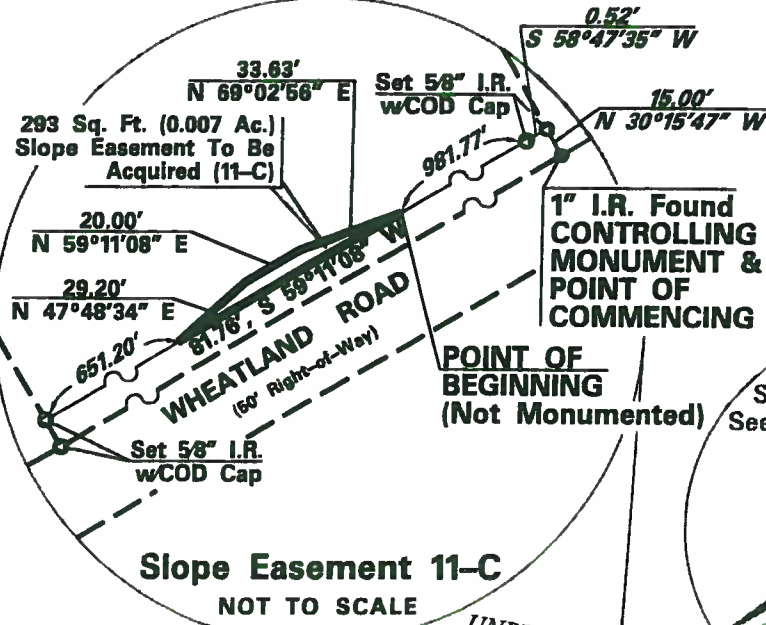 0.52'
S 58°47'35" W
33.63'
N 69°02'56" E
Set 5/8" I.R.
w/COD Cap
15.00'
N 30°15'47" W
293 Sq. Ft. (0.007 Ac.)
Slope Easement To Be
Acquired (11-C)
981.77'
20.00'
N 59°11'08" E
1" I.R. Found
CONTROLLING
MONUMENT &
POINT OF
COMMENCING
29.20'
N 47°48'34" E
81.76', S 59°11'08" W
651.20'
WHEATLAND ROAD
(60' Right-of-Way)
POINT OF
BEGINNING
(Not Monumented)
S
See
Set 5/8" I.R.
w/COD Cap
Slope Easement 11-C
NOT TO SCALE